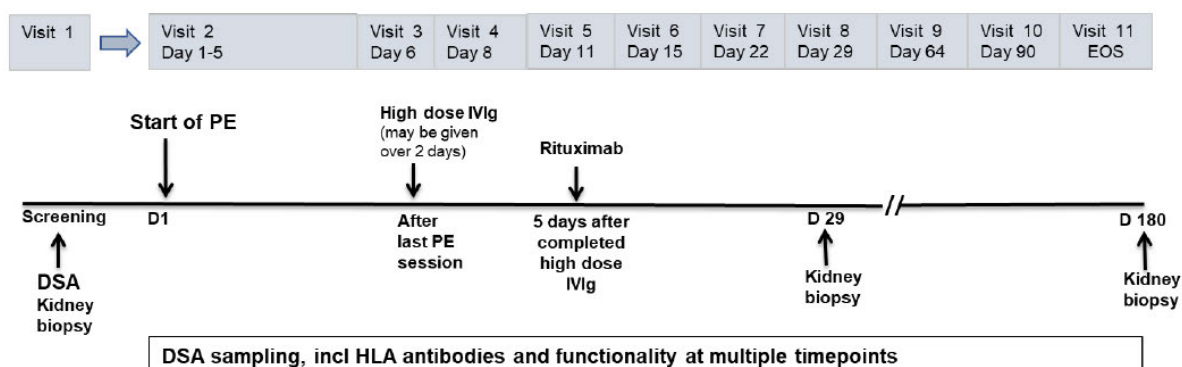 Visit 1
Visit 2
Day 1-5
Visit 3
Day 6
Visit 4
Day 8
Visit 5
Day 11
Visit 6
Day 15
Visit 7
Day 22
Visit 8
Day 29
Visit 9
Day 64
Visit 10
Day 90
Visit 11
EOS
Start of PE
High dose IVIg
(may be given
over 2 days)
Rituximab
Screening
D1
After
last PE
session
5 days after
completed
high dose
IVIg
D 29
D 180
DSA
Kidney
biopsy
Kidney
biopsy
Kidney
biopsy
DSA sampling, incl HLA antibodies and functionality at multiple timepoints